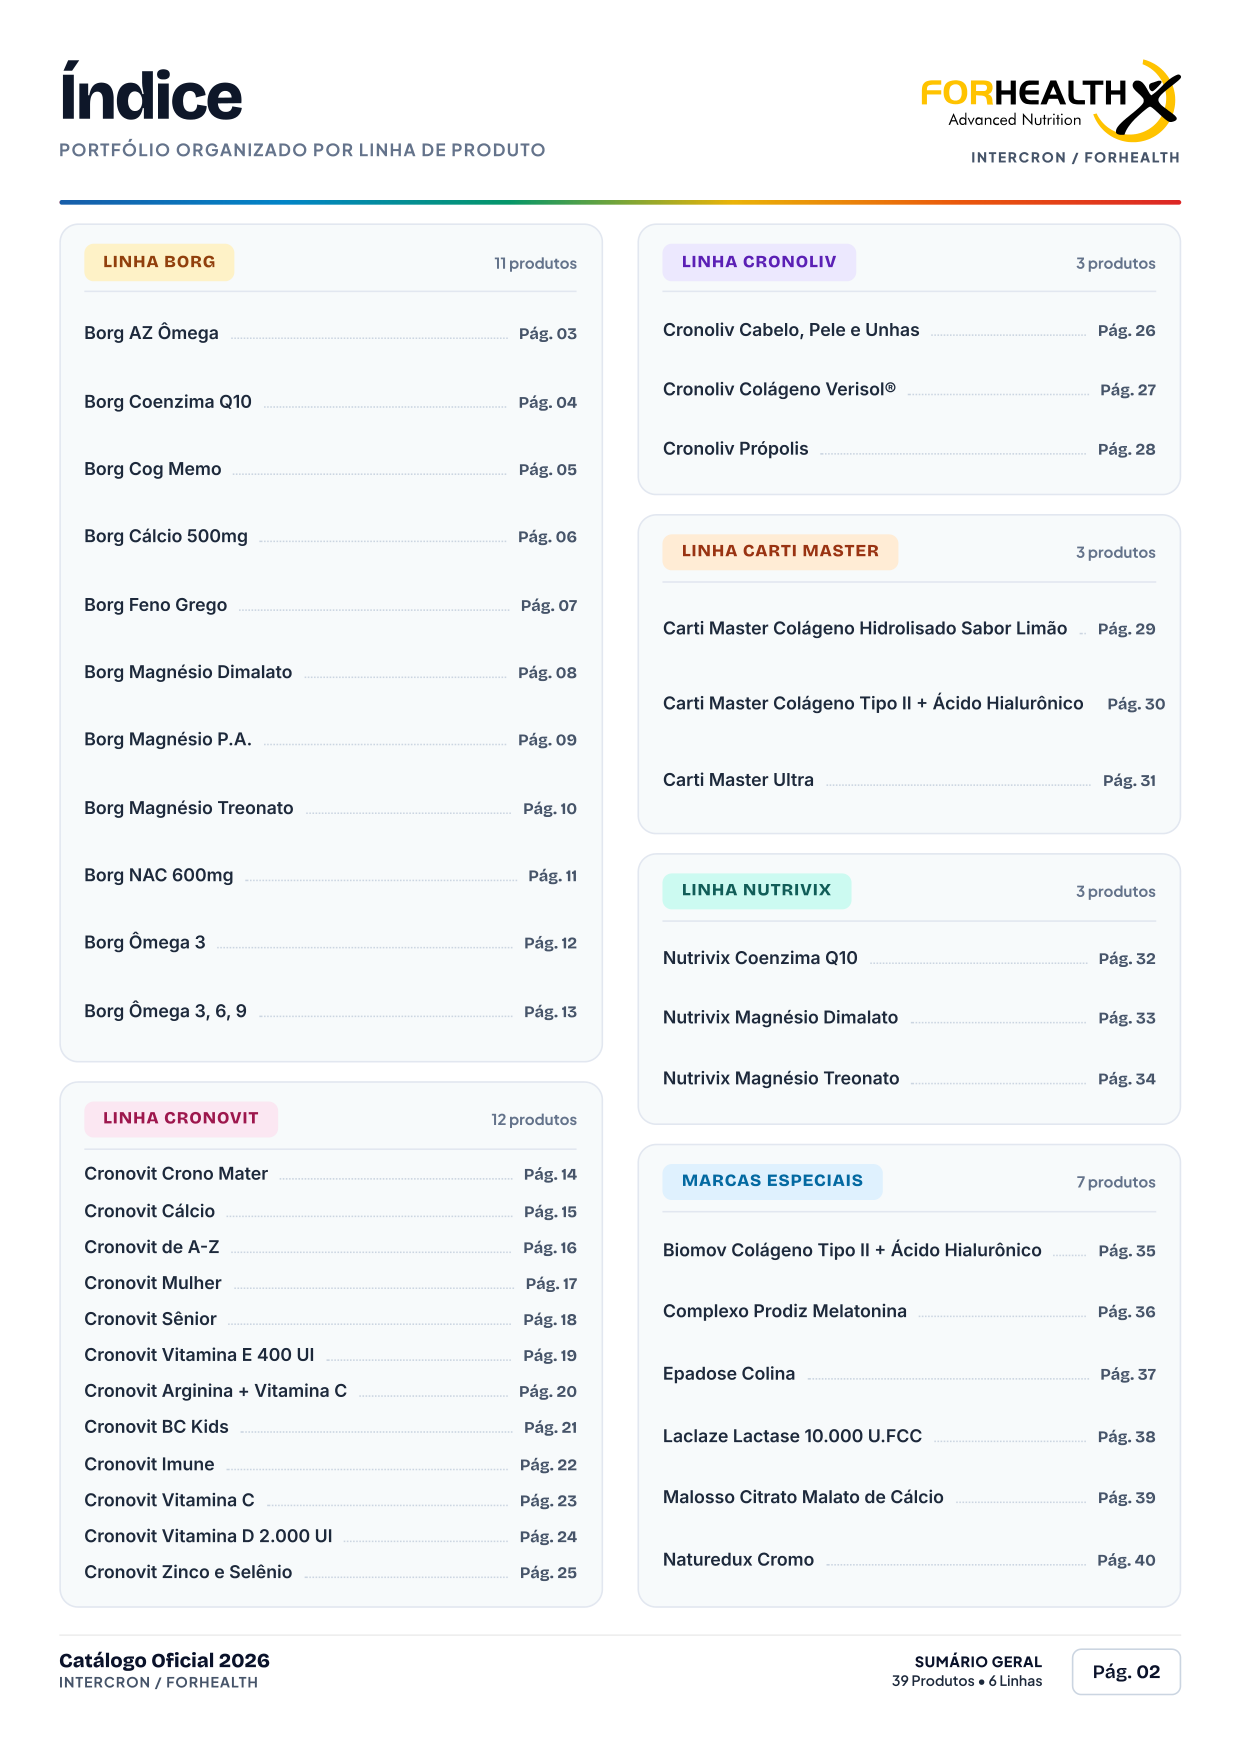 Índice
PORTFÓLIO ORGANIZADO POR LINHA DE PRODUTO
FORHEALTH
Advanced Nutrition
INTERCRON / FORHEALTH
LINHA BORG 11 produtos
Borg AZ Ômega Pág. 03
Borg Coenzima Q10 Pág. 04
Borg Cog Memo Pág. 05
Borg Cálcio 500mg Pág. 06
Borg Feno Grego Pág. 07
Borg Magnésio Dimalato Pág. 08
Borg Magnésio P.A. Pág. 09
Borg Magnésio Treonato Pág. 10
Borg NAC 600mg Pág. 11
Borg Ômega 3 Pág. 12
Borg Ômega 3, 6, 9 Pág. 13
LINHA CRONOVIT 12 produtos
Cronovit Crono Mater Pág. 14
Cronovit Cálcio Pág. 15
Cronovit de A-Z Pág. 16
Cronovit Mulher Pág. 17
Cronovit Sênior Pág. 18
Cronovit Vitamina E 400 UI Pág. 19
Cronovit Arginina + Vitamina C Pág. 20
Cronovit BC Kids Pág. 21
Cronovit Imune Pág. 22
Cronovit Vitamina C Pág. 23
Cronovit Vitamina D 2.000 UI Pág. 24
Cronovit Zinco e Selênio Pág. 25
LINHA CRONOLIV 3 produtos
Cronoliv Cabelo, Pele e Unhas Pág. 26
Cronoliv Colágeno Verisol® Pág. 27
Cronoliv Própolis Pág. 28
LINHA CARTI MASTER 3 produtos
Carti Master Colágeno Hidrolisado Sabor Limão Pág. 29
Carti Master Colágeno Tipo II + Ácido Hialurônico Pág. 30
Carti Master Ultra Pág. 31
LINHA NUTRIVIX 3 produtos
Nutrivix Coenzima Q10 Pág. 32
Nutrivix Magnésio Dimalato Pág. 33
Nutrivix Magnésio Treonato Pág. 34
MARCAS ESPECIAIS 7 produtos
Biomov Colágeno Tipo II + Ácido Hialurônico Pág. 35
Complexo Prodiz Melatonina Pág. 36
Epadose Colina Pág. 37
Laclaze Lactase 10.000 U.FCC Pág. 38
Malosso Citrato Malato de Cálcio Pág. 39
Naturedux Cromo Pág. 40
Catálogo Oficial 2026
INTERCRON / FORHEALTH
SUMÁRIO GERAL
39 Produtos • 6 Linhas
Pág. 02